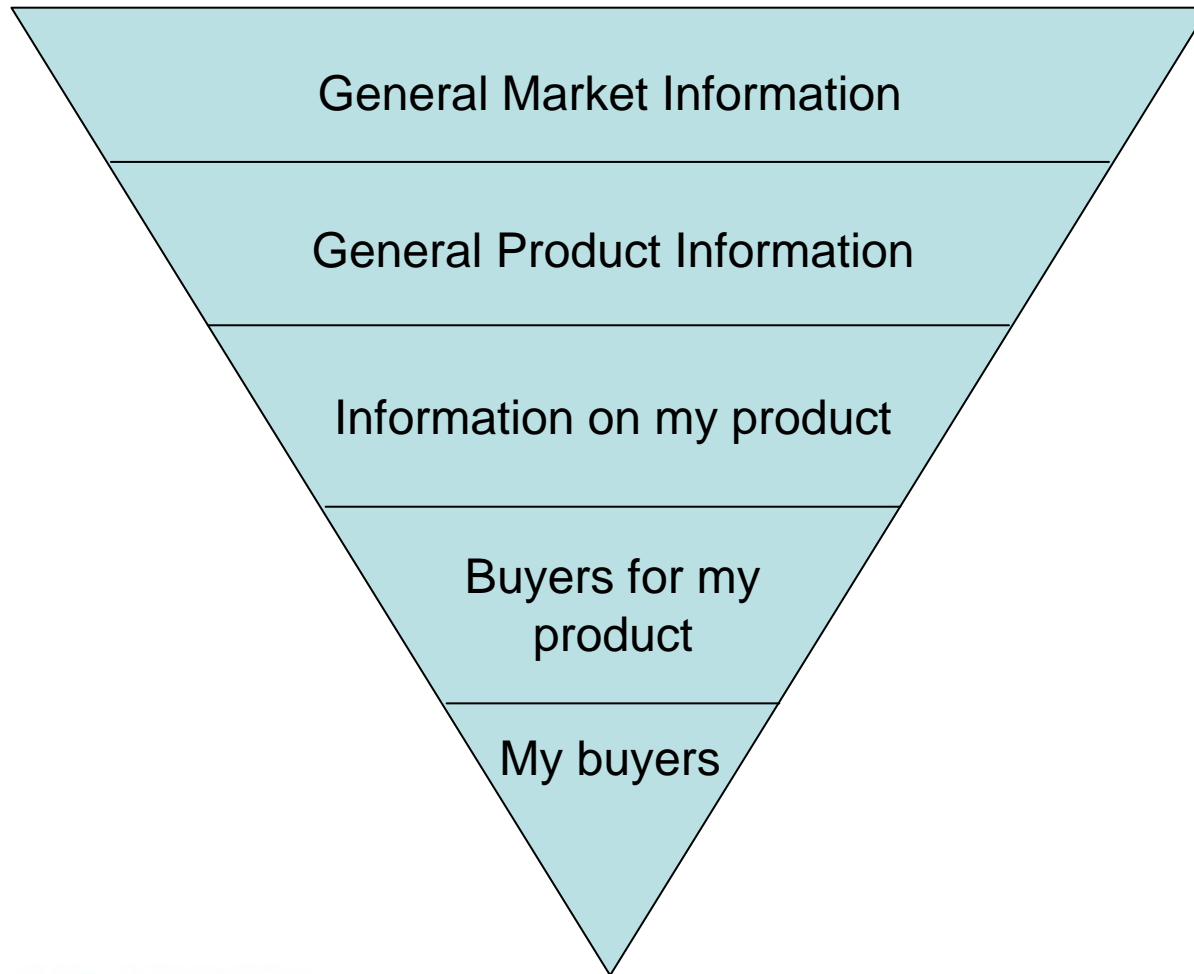 General Market Information
General Product Information
Information on my product
Buyers for my
product
My buyers